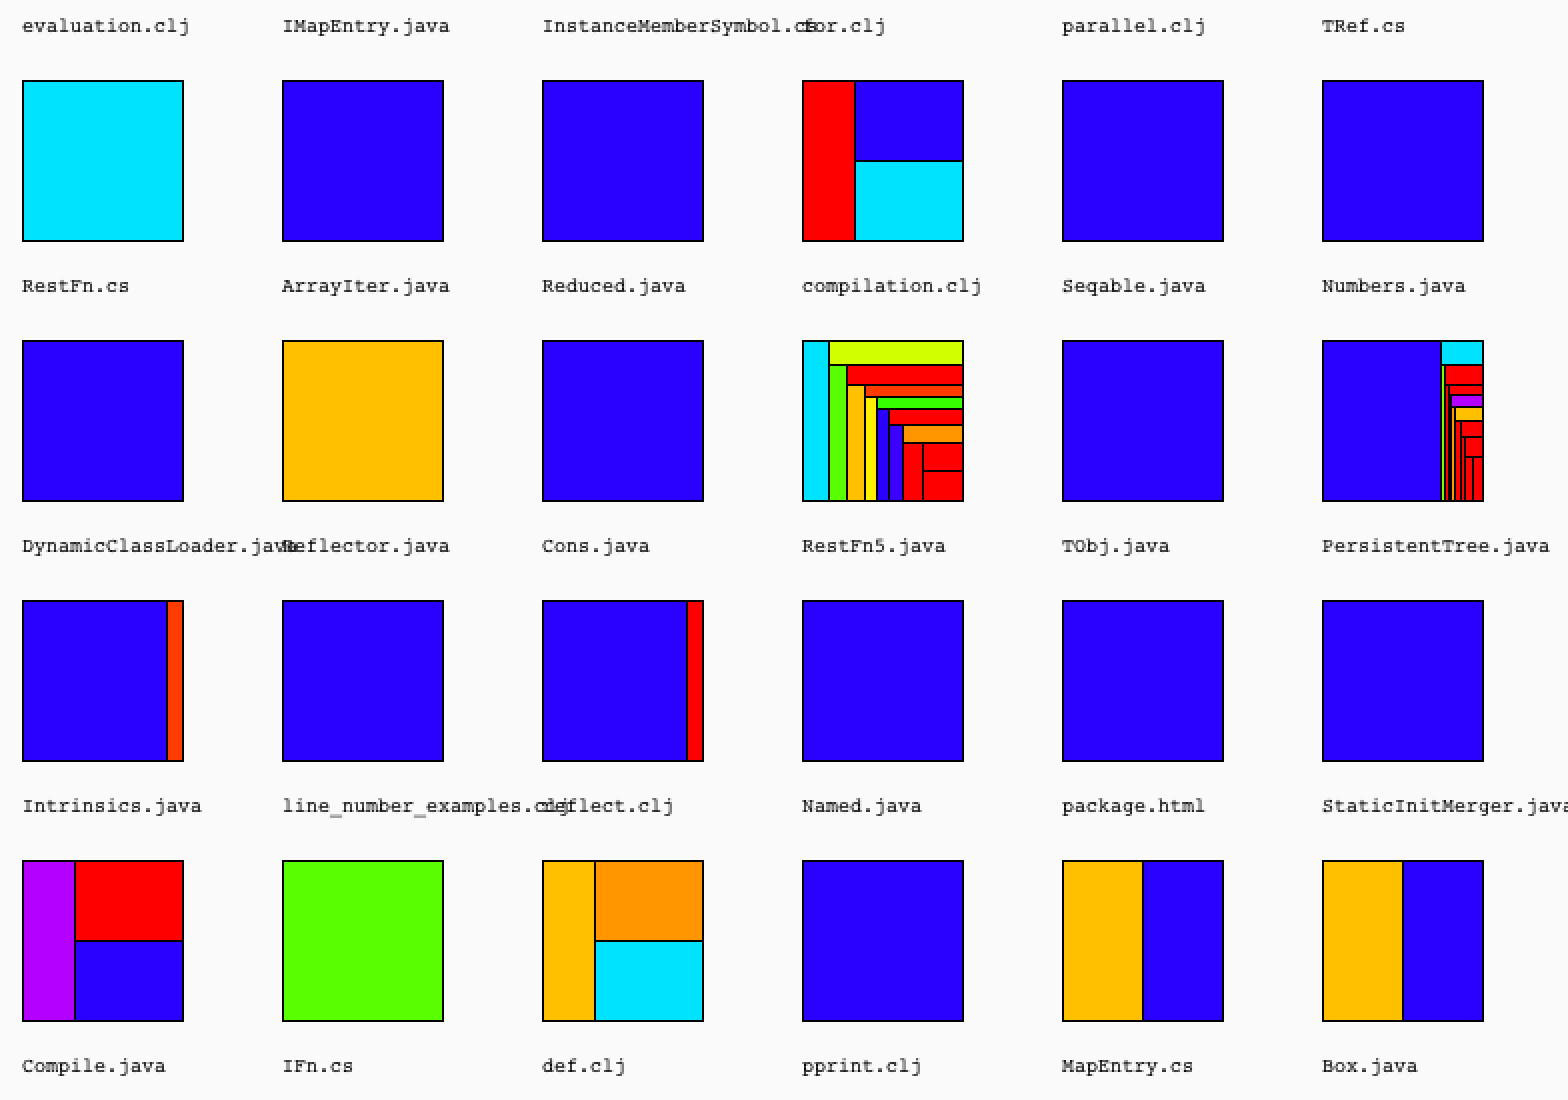 evaluation.clj IMapEntry.java InstanceMemberSymbol.cs for.clj parallel.clj TRef.cs
RestFn.cs ArrayIter.java Reduced.java compilation.clj Seqable.java Numbers.java
DynamicClassLoader.java Reflector.java Cons.java RestFn5.java TObj.java PersistentTree.java
Intrinsics.java line_number_examples.clj reflect.clj Named.java package.html StaticInitMerger.java
Compile.java IFn.cs def.clj pprint.clj MapEntry.cs Box.java